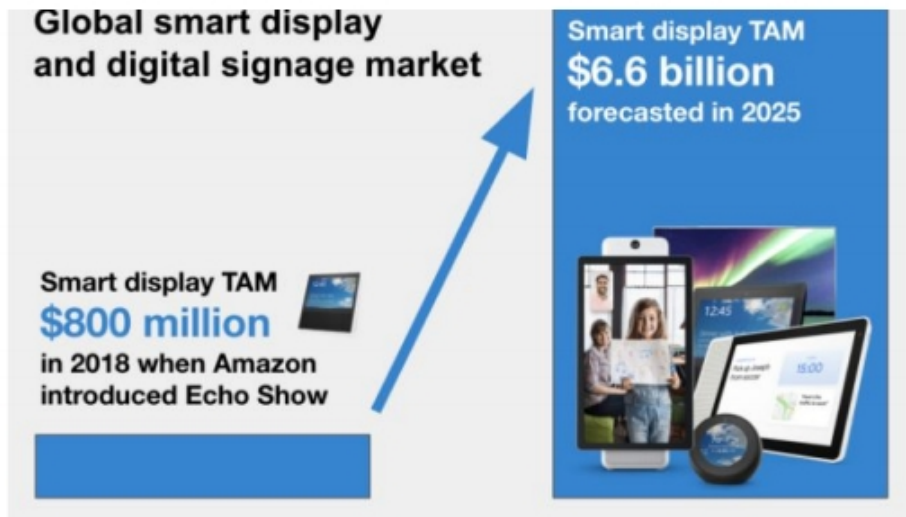 Global smart display
and digital signage market
Smart display TAM
$6.6 billion
forecasted in 2025
Smart display TAM
$800 million
in 2018 when Amazon
introduced Echo Show
12:45
15:00